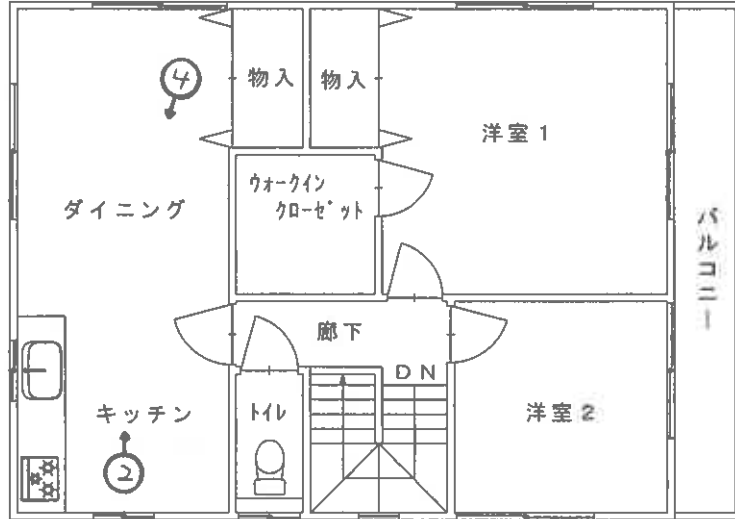 ④
物入
物入
洋室1
ウォークイン
クローゼット
ダイニング
バルコニー
廊下
DN
キッチン
トイレ
洋室2
②